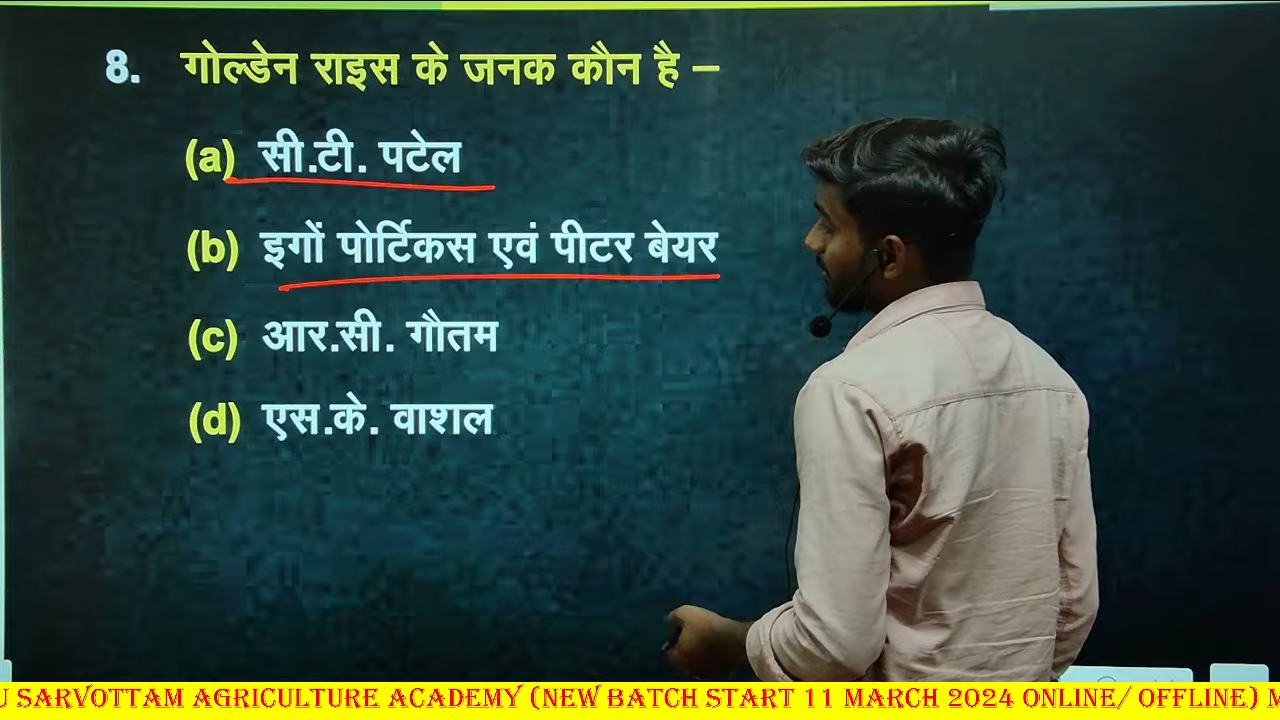 8. गोल्डेन राइस के जनक कौन है –
(a) सी.टी. पटेल
(b) इगों पोर्टिकस एवं पीटर बेयर
(c) आर.सी. गौतम
(d) एस.के. वाशल
U SARVOTTAM AGRICULTURE ACADEMY (NEW BATCH START 11 MARCH 2024 ONLINE/ OFFLINE) M